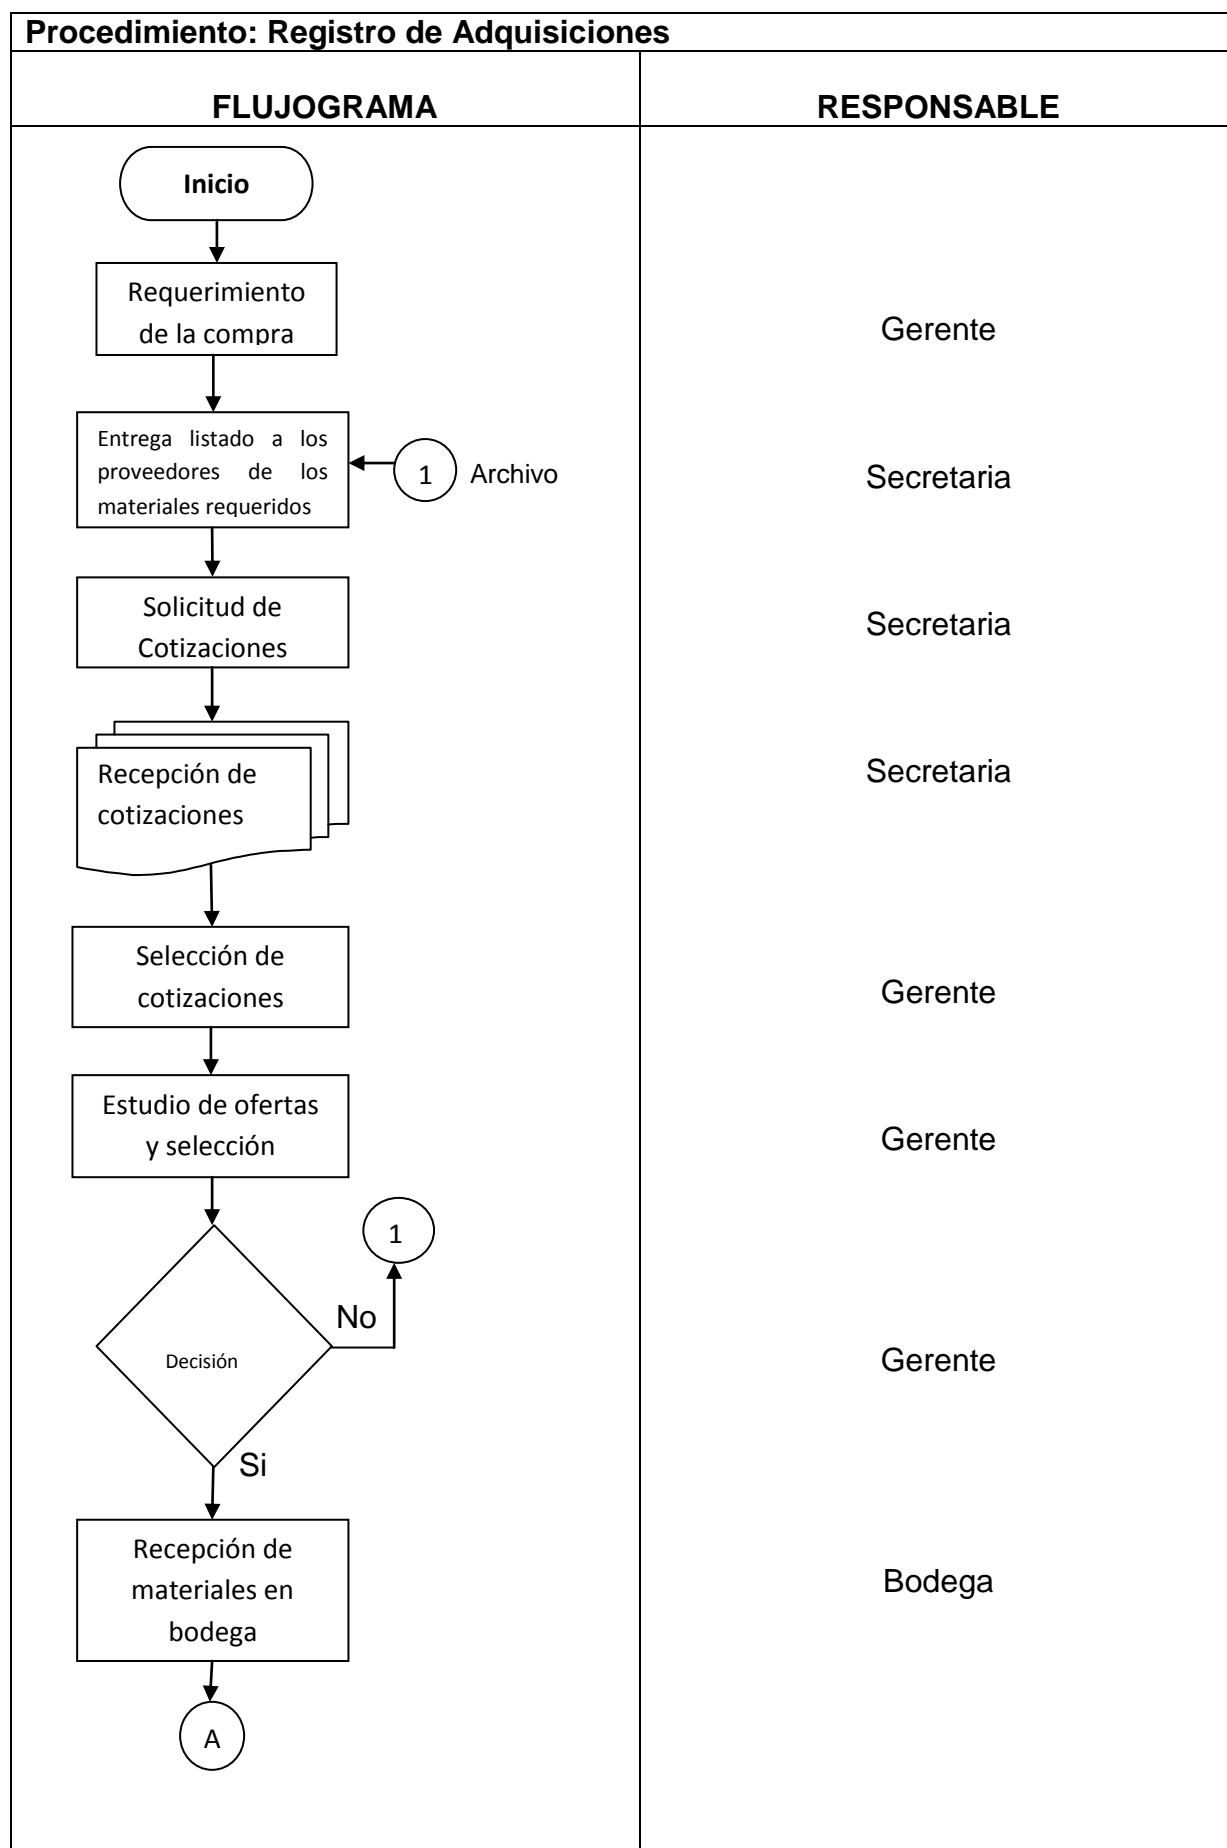 Procedimiento: Registro de Adquisiciones
FLUJOGRAMA
RESPONSABLE
Inicio
Requerimiento
de la compra
Gerente
Entrega listado a los
proveedores de los
materiales requeridos
1
Archivo
Secretaria
Solicitud de
Cotizaciones
Secretaria
Recepción de
cotizaciones
Secretaria
Selección de
cotizaciones
Gerente
Estudio de ofertas
y selección
Gerente
1
No
Decisión
Gerente
Si
Recepción de
materiales en
bodega
Bodega
A